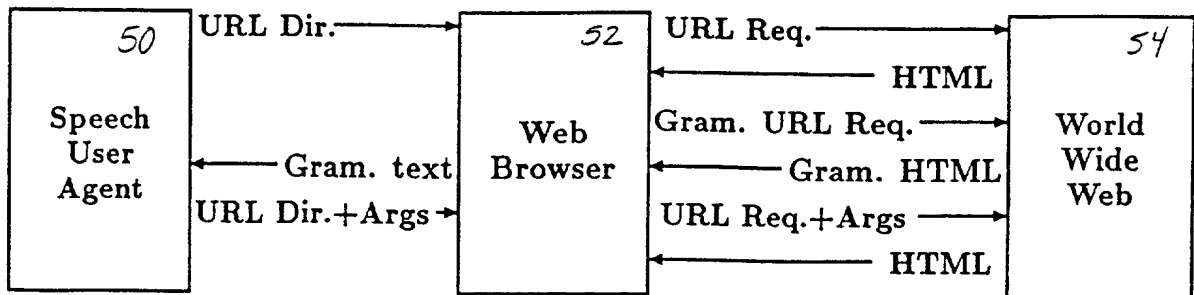 50
Speech
User
Agent
URL Dir.
Gram. text
URL Dir.+Args
52
Web
Browser
URL Req.
HTML
Gram. URL Req.
Gram. HTML
URL Req.+Args
HTML
54
World
Wide
Web